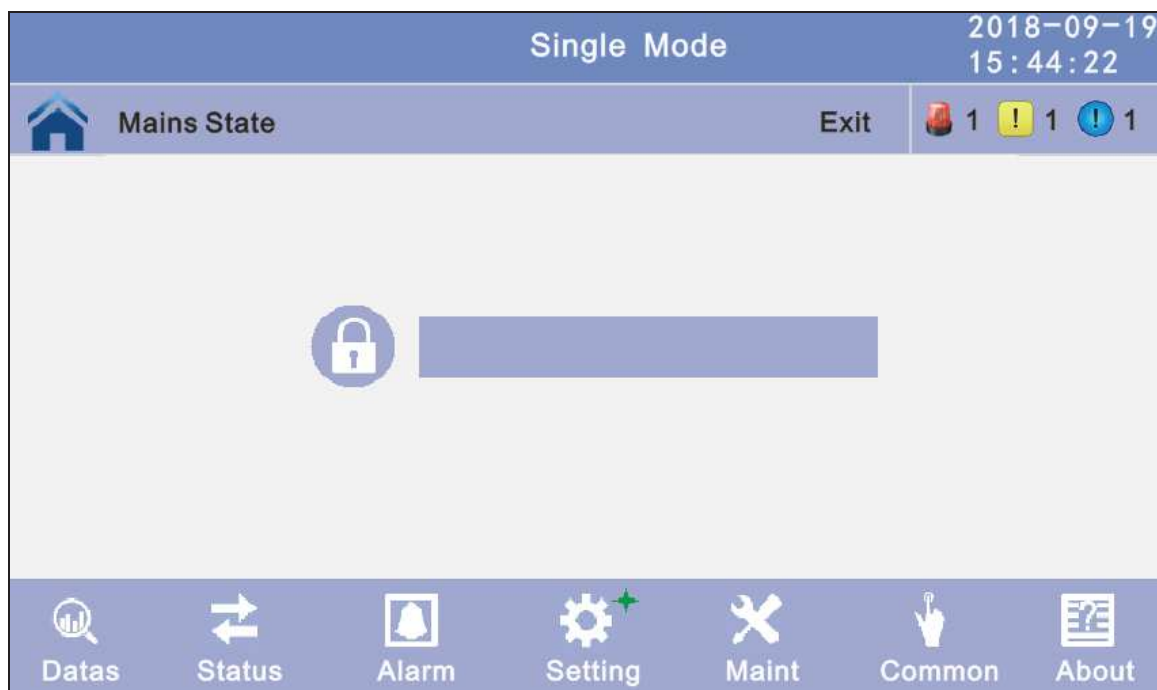 Single Mode
2018-09-19
15:44:22
Mains State Exit 1 ! 1 ! 1
Datas Status Alarm Setting Maint Common About